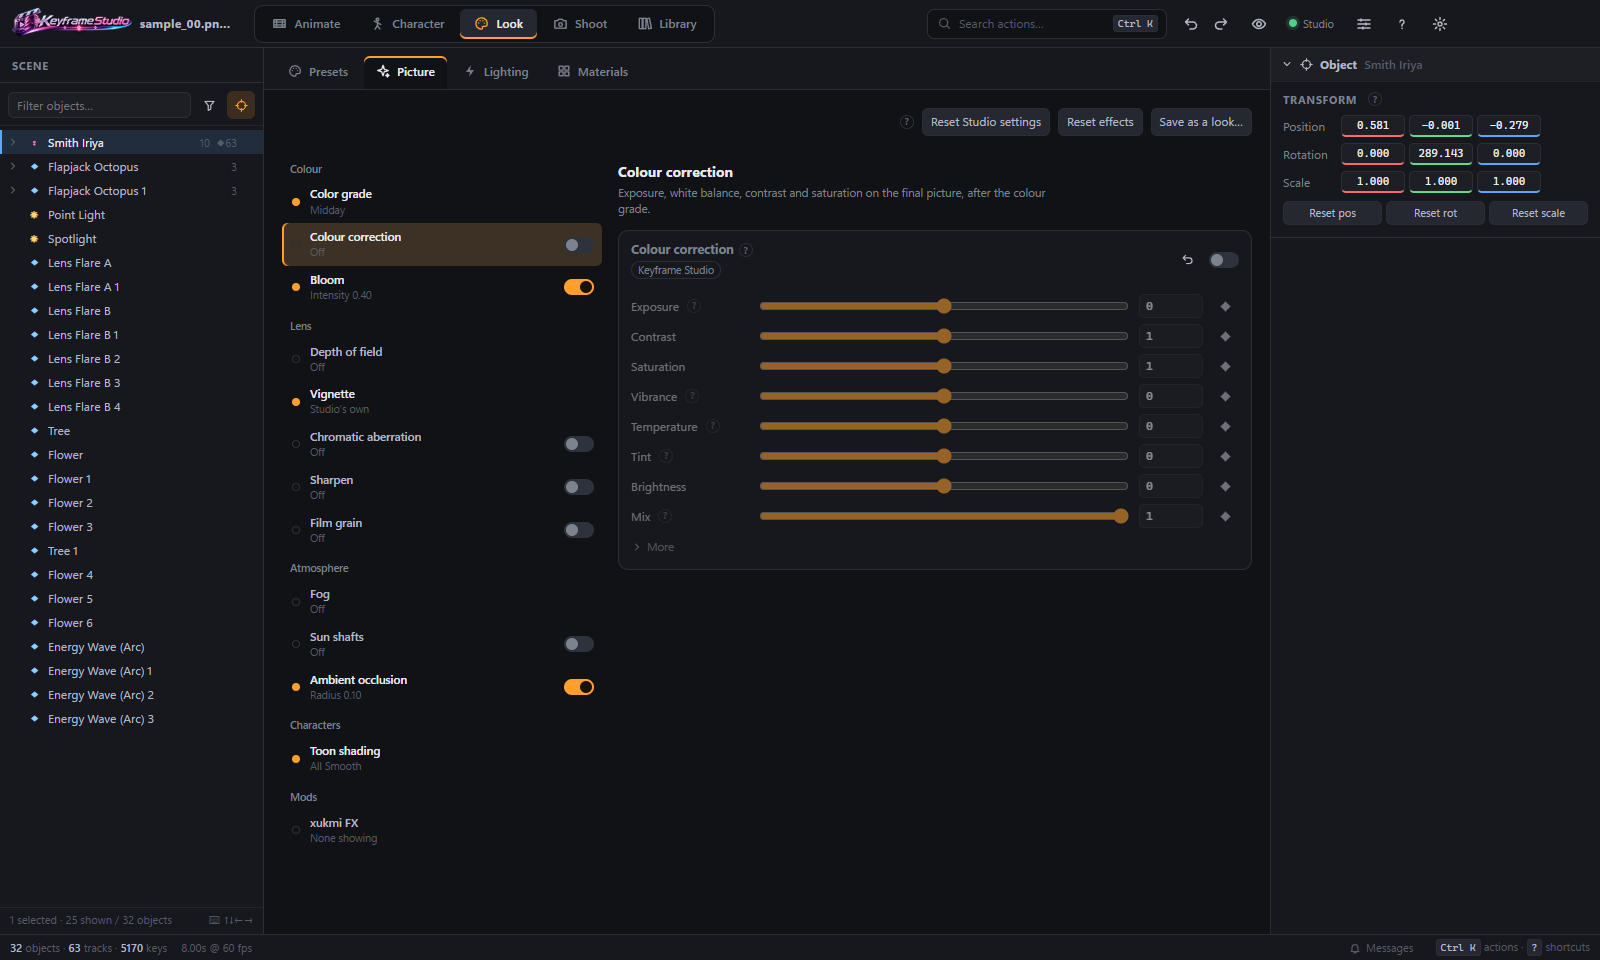 KeyframeStudio
sample_00.pn...
Animate
Character
Look
Shoot
Library
Search actions...
Ctrl K
Studio
?
SCENE
Filter objects...
Smith Iriya 10 63
Flapjack Octopus 3
Flapjack Octopus 1 3
Point Light
Spotlight
Lens Flare A
Lens Flare A 1
Lens Flare B
Lens Flare B 1
Lens Flare B 2
Lens Flare B 3
Lens Flare B 4
Tree
Flower
Flower 1
Flower 2
Flower 3
Tree 1
Flower 4
Flower 5
Flower 6
Energy Wave (Arc)
Energy Wave (Arc) 1
Energy Wave (Arc) 2
Energy Wave (Arc) 3
1 selected · 25 shown / 32 objects
Presets
Picture
Lighting
Materials
?
Reset Studio settings
Reset effects
Save as a look...
Colour
Color grade
Midday
Colour correction
Off
Bloom
Intensity 0.40
Lens
Depth of field
Off
Vignette
Studio's own
Chromatic aberration
Off
Sharpen
Off
Film grain
Off
Atmosphere
Fog
Off
Sun shafts
Off
Ambient occlusion
Radius 0.10
Characters
Toon shading
All Smooth
Mods
xukmi FX
None showing
Colour correction
Exposure, white balance, contrast and saturation on the final picture, after the colour
grade.
Colour correction ?
Keyframe Studio
Exposure ? 0
Contrast 1
Saturation 1
Vibrance ? 0
Temperature ? 0
Tint ? 0
Brightness 0
Mix ? 1
More
Object Smith Iriya
TRANSFORM ?
Position 0.581 -0.001 -0.279
Rotation 0.000 289.143 0.000
Scale 1.000 1.000 1.000
Reset pos
Reset rot
Reset scale
32 objects · 63 tracks · 5170 keys 8.00s @ 60 fps
Messages
Ctrl K actions · ? shortcuts